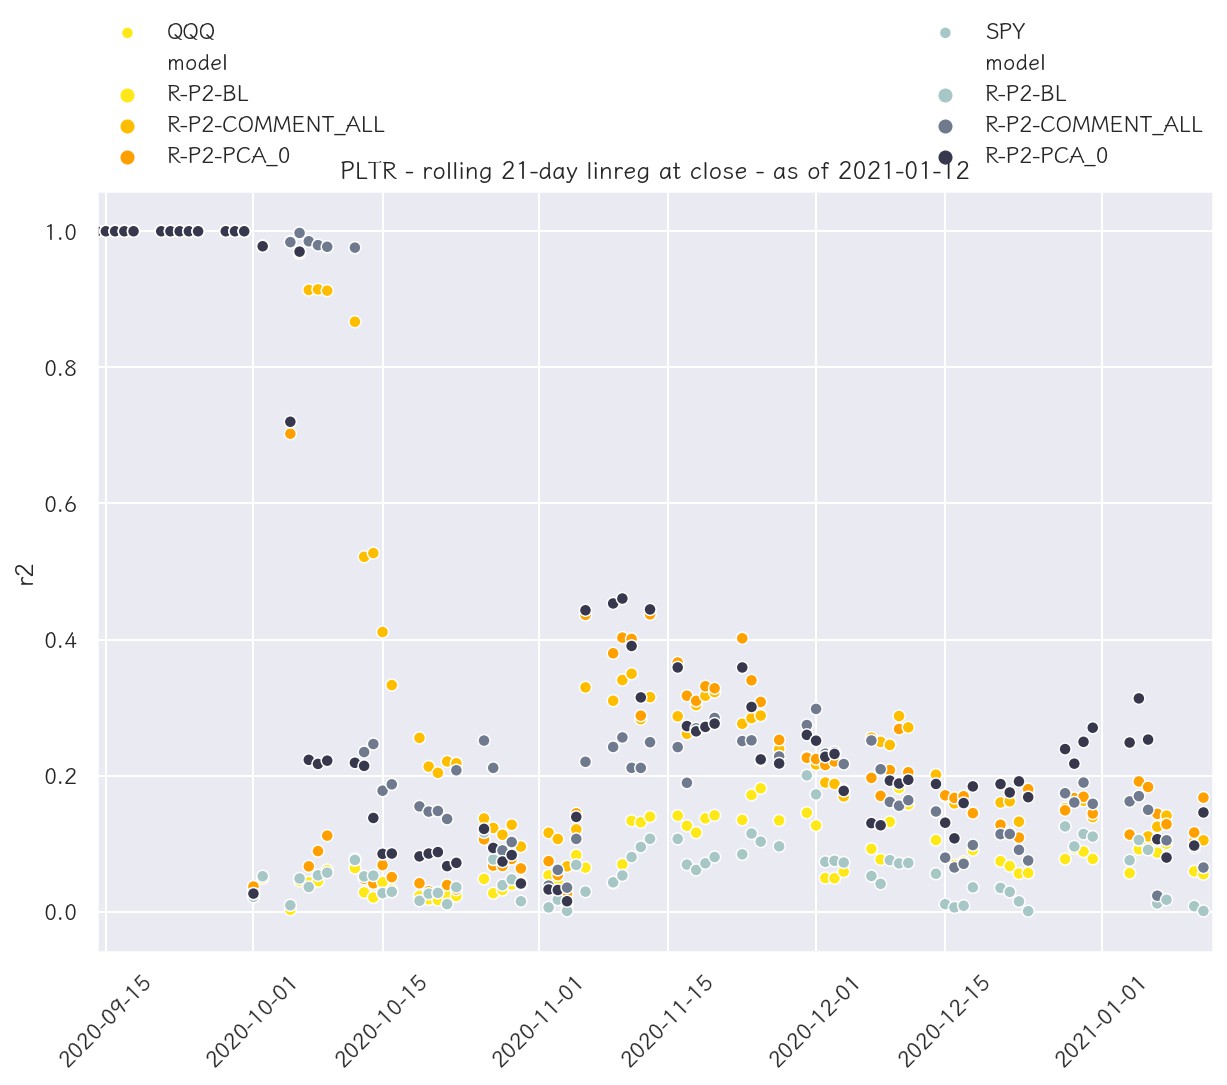 QQQ
model
R-P2-BL
R-P2-COMMENT_ALL
R-P2-PCA_0
SPY
model
R-P2-BL
R-P2-COMMENT_ALL
R-P2-PCA_0
PLTR - rolling 21-day linreg at close - as of 2021-01-12
1.0
0.8
0.6
0.4
0.2
0.0
r2
2020-09-15
2020-10-01
2020-10-15
2020-11-01
2020-11-15
2020-12-01
2020-12-15
2021-01-01